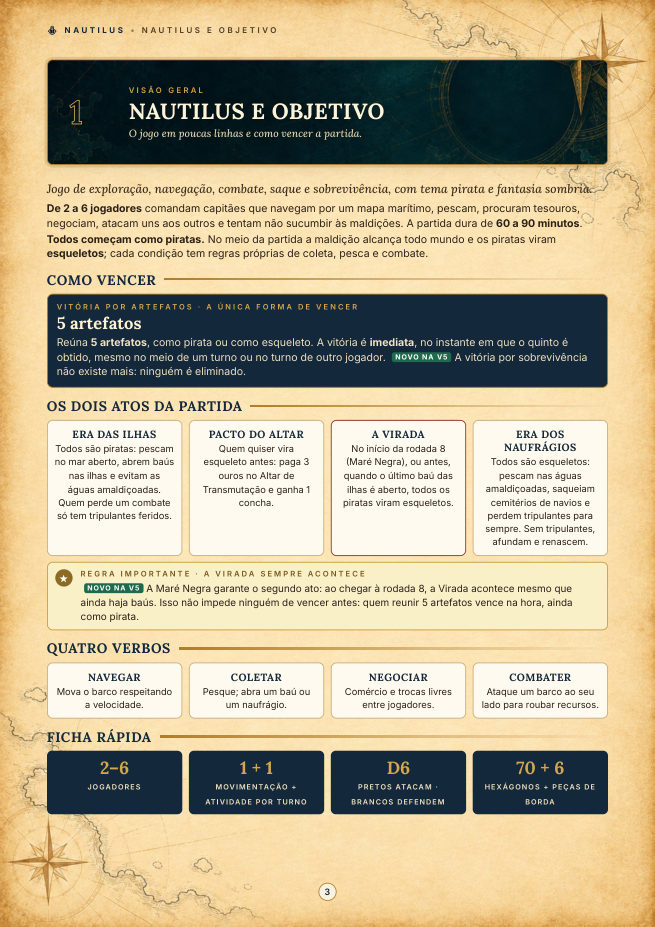 NAUTILUS • NAUTILUS E OBJETIVO
1
VISÃO GERAL
NAUTILUS E OBJETIVO
O jogo em poucas linhas e como vencer a partida.
Jogo de exploração, navegação, combate, saque e sobrevivência, com tema pirata e fantasia sombria.
De 2 a 6 jogadores comandam capitães que navegam por um mapa marítimo, pescam, procuram tesouros,
negociam, atacam uns aos outros e tentam não sucumbir às maldições. A partida dura de 60 a 90 minutos.
Todos começam como piratas. No meio da partida a maldição alcança todo mundo e os piratas viram
esqueletos; cada condição tem regras próprias de coleta, pesca e combate.
COMO VENCER
VITÓRIA POR ARTEFATOS · A ÚNICA FORMA DE VENCER
5 artefatos
Reúna 5 artefatos, como pirata ou como esqueleto. A vitória é imediata, no instante em que o quinto é
obtido, mesmo no meio de um turno ou no turno de outro jogador. NOVO NA V5 A vitória por sobrevivência
não existe mais: ninguém é eliminado.
OS DOIS ATOS DA PARTIDA
ERA DAS ILHAS
Todos são piratas: pescam
no mar aberto, abrem baús
nas ilhas e evitam as
águas amaldiçoadas.
Quem perde um combate
só tem tripulantes feridos.
PACTO DO ALTAR
Quem quiser vira
esqueleto antes: paga 3
ouros no Altar de
Transmutação e ganha 1
concha.
A VIRADA
No início da rodada 8
(Maré Negra), ou antes,
quando o último baú das
ilhas é aberto, todos os
piratas viram esqueletos.
ERA DOS
NAUFRÁGIOS
Todos são esqueletos:
pescam nas águas
amaldiçoadas, saqueiam
cemitérios de navios e
perdem tripulantes para
sempre. Sem tripulantes,
afundam e renascem.
REGRA IMPORTANTE · A VIRADA SEMPRE ACONTECE
NOVO NA V5 A Maré Negra garante o segundo ato: ao chegar à rodada 8, a Virada acontece mesmo que
ainda haja baús. Isso não impede ninguém de vencer antes: quem reunir 5 artefatos vence na hora, ainda
como pirata.
QUATRO VERBOS
NAVEGAR
Mova o barco respeitando
a velocidade.
COLETAR
Pesque; abra um baú ou
um naufrágio.
NEGOCIAR
Comércio e trocas livres
entre jogadores.
COMBATER
Ataque um barco ao seu
lado para roubar recursos.
FICHA RÁPIDA
2–6
JOGADORES
1 + 1
MOVIMENTAÇÃO +
ATIVIDADE POR TURNO
D6
PRETOS ATACAM ·
BRANCOS DEFENDEM
70 + 6
HEXÁGONOS + PEÇAS DE
BORDA
3